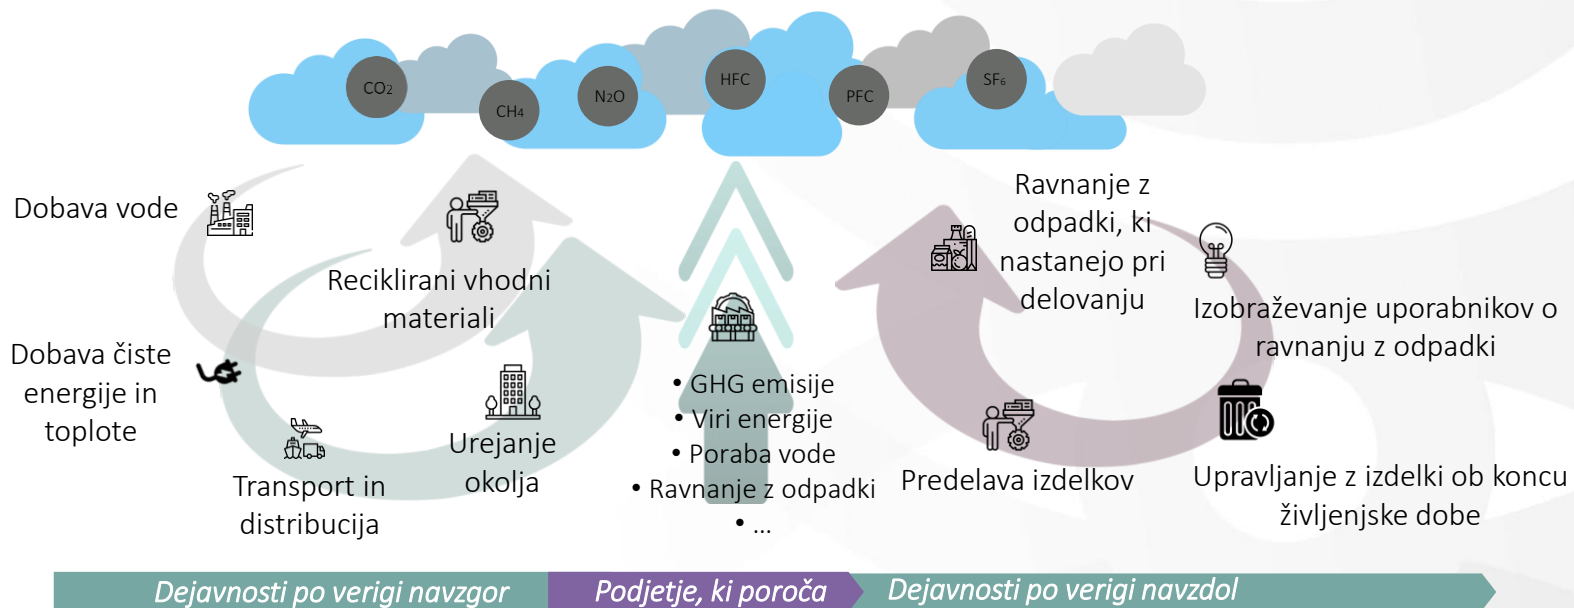 CO₂
CH₄
N₂O
HFC
PFC
SF₆
Dobava vode
Reciklirani vhodni
materiali
Dobava čiste
energije in
toplote
Transport in
distribucija
Urejanje
okolja
• GHG emisije
• Viri energije
• Poraba vode
• Ravnanje z odpadki
• ...
Ravnanje z
odpadki, ki
nastanejo pri
delovanju
Izobraževanje uporabnikov o
ravnanju z odpadki
Predelava izdelkov
Upravljanje z izdelki ob koncu
življenjske dobe
Dejavnosti po verigi navzgor
Podjetje, ki poroča
Dejavnosti po verigi navzdol